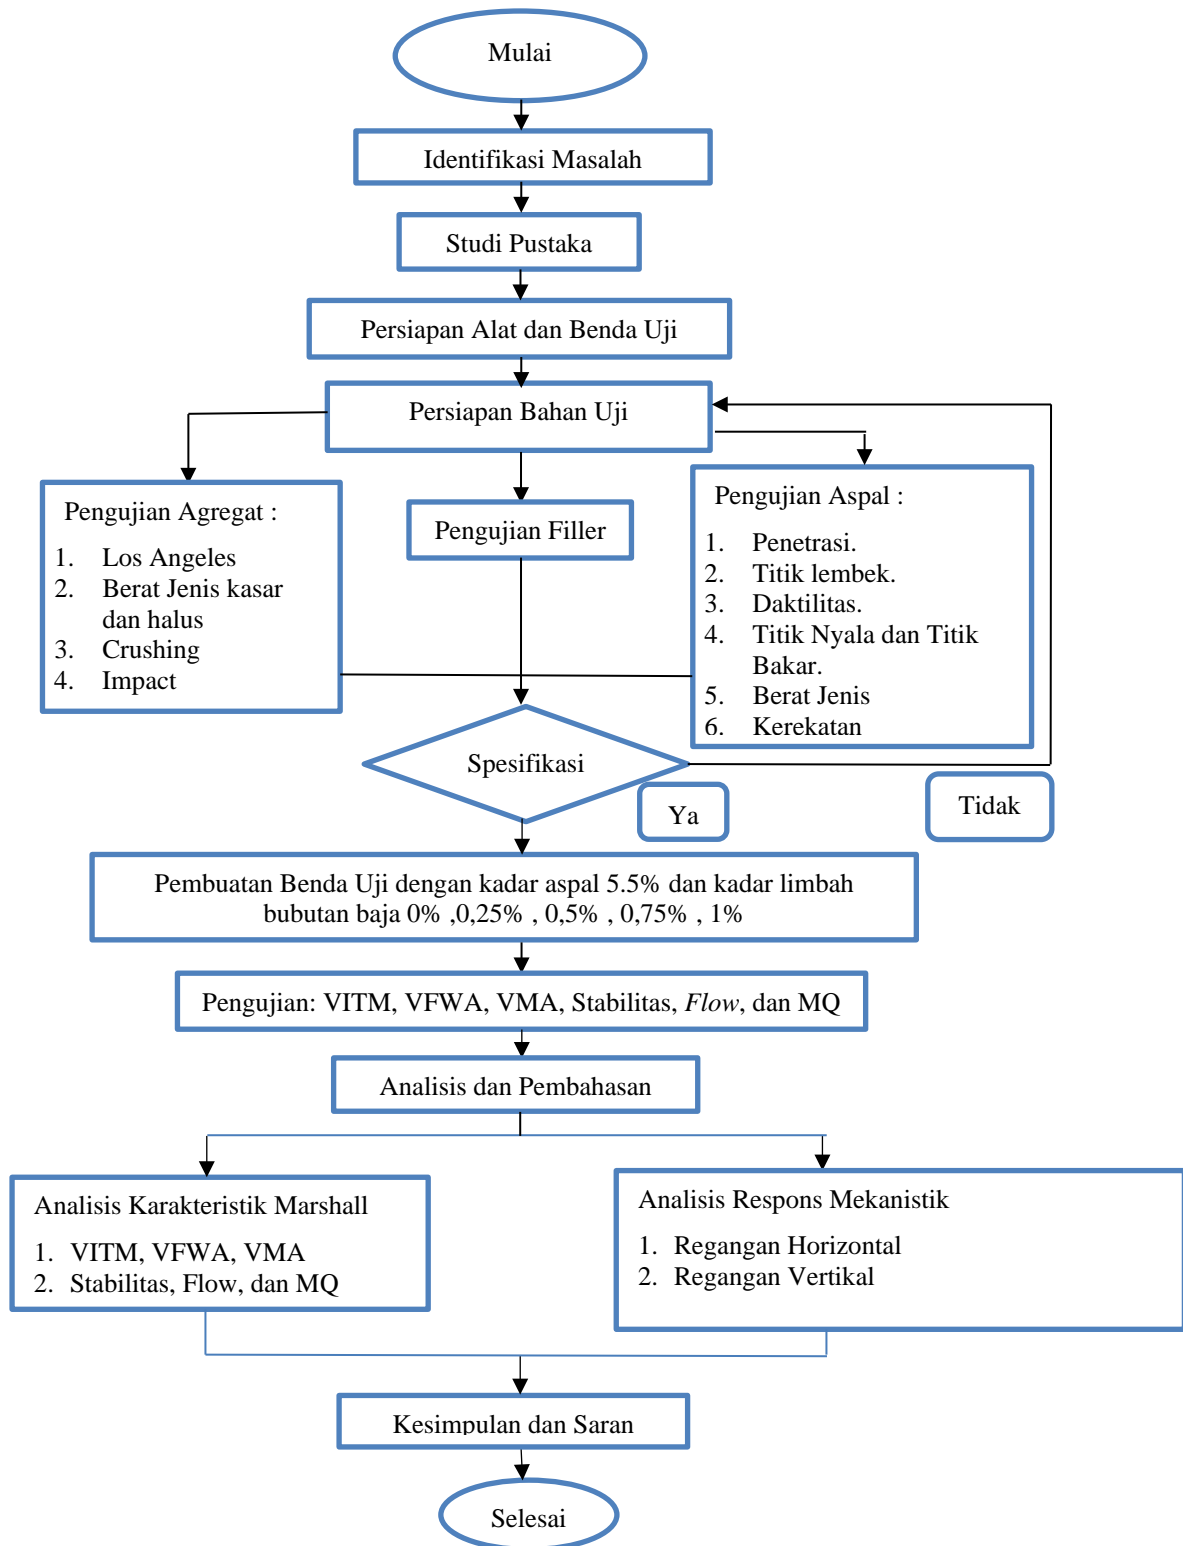 Mulai
Identifikasi Masalah
Studi Pustaka
Persiapan Alat dan Benda Uji
Persiapan Bahan Uji
Pengujian Agregat :
1. Los Angeles
2. Berat Jenis kasar
dan halus
3. Crushing
4. Impact
Pengujian Filler
Pengujian Aspal :
1. Penetrasi.
2. Titik lembek.
3. Daktilitas.
4. Titik Nyala dan Titik
Bakar.
5. Berat Jenis
6. Kerekatan
Spesifikasi
Ya
Tidak
Pembuatan Benda Uji dengan kadar aspal 5.5% dan kadar limbah
bubutan baja 0% ,0,25% , 0,5% , 0,75% , 1%
Pengujian: VITM, VFWA, VMA, Stabilitas, Flow, dan MQ
Analisis dan Pembahasan
Analisis Karakteristik Marshall
1. VITM, VFWA, VMA
2. Stabilitas, Flow, dan MQ
Analisis Respons Mekanistik
1. Regangan Horizontal
2. Regangan Vertikal
Kesimpulan dan Saran
Selesai